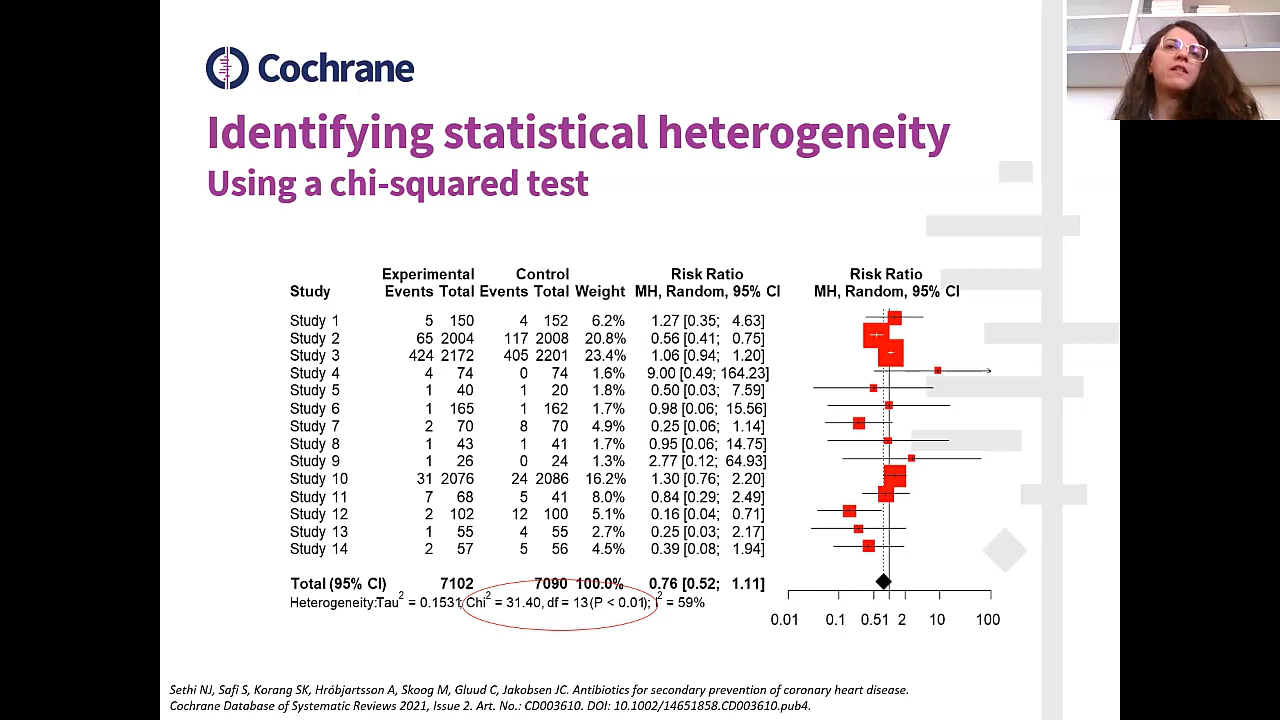 Cochrane
Identifying statistical heterogeneity
Using a chi-squared test
Experimental Control Risk Ratio Risk Ratio
Study Events Total Events Total Weight MH, Random, 95% CI MH, Random, 95% CI
Study 1 5 150 4 152 6.2% 1.27 [0.35; 4.63]
Study 2 65 2004 117 2008 20.8% 0.56 [0.41; 0.75]
Study 3 424 2172 405 2201 23.4% 1.06 [0.94; 1.20]
Study 4 4 74 0 74 1.6% 9.00 [0.49; 164.23]
Study 5 1 40 1 20 1.8% 0.50 [0.03; 7.59]
Study 6 1 165 1 162 1.7% 0.98 [0.06; 15.56]
Study 7 2 70 8 70 4.9% 0.25 [0.06; 1.14]
Study 8 1 43 1 41 1.7% 0.95 [0.06; 14.75]
Study 9 1 26 0 24 1.3% 2.77 [0.12; 64.93]
Study 10 31 2076 24 2086 16.2% 1.30 [0.76; 2.20]
Study 11 7 68 5 41 8.0% 0.84 [0.29; 2.49]
Study 12 2 102 12 100 5.1% 0.16 [0.04; 0.71]
Study 13 1 55 4 55 2.7% 0.25 [0.03; 2.17]
Study 14 2 57 5 56 4.5% 0.39 [0.08; 1.94]
Total (95% CI) 7102 7090 100.0% 0.76 [0.52; 1.11]
Heterogeneity: Tau² = 0.1531; Chi² = 31.40, df = 13 (P < 0.01); I² = 59%
0.01 0.1 0.5 1 2 10 100
Sethi NJ, Safi S, Korang SK, Hróbjartsson A, Skoog M, Gluud C, Jakobsen JC. Antibiotics for secondary prevention of coronary heart disease.
Cochrane Database of Systematic Reviews 2021, Issue 2. Art. No.: CD003610. DOI: 10.1002/14651858.CD003610.pub4.